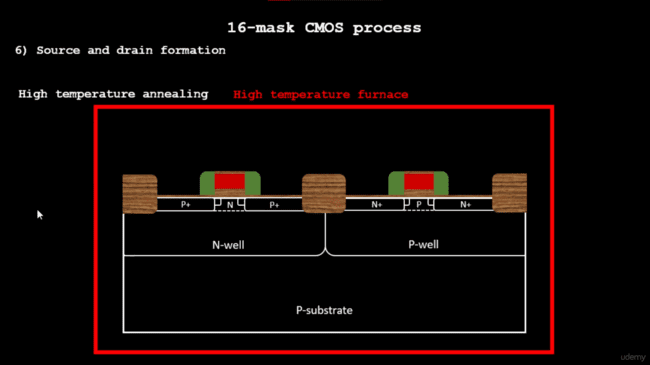 16-mask CMOS process
6) Source and drain formation
High temperature annealing High temperature furnace
P+ N P+ N+ P N+
N-well P-well
P-substrate
udemy